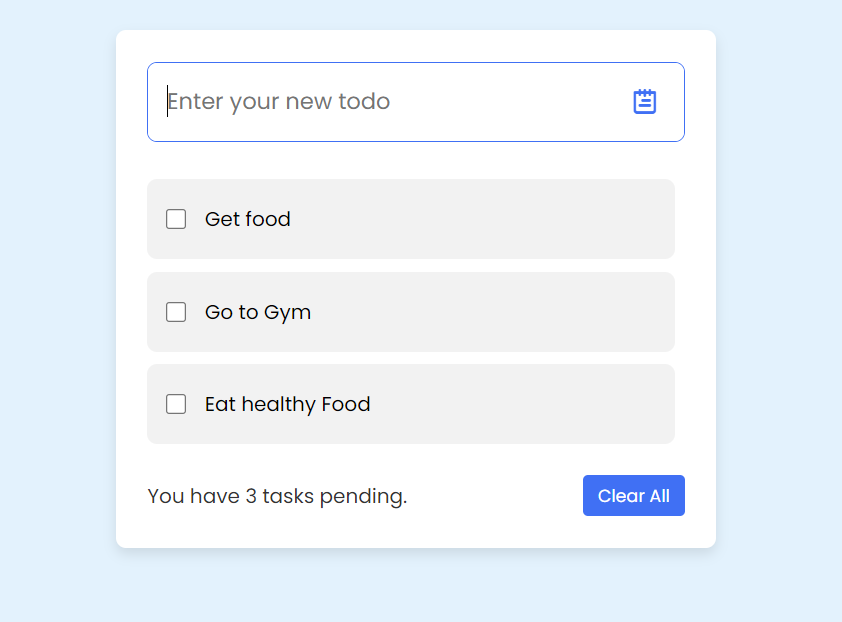 Enter your new todo
Get food
Go to Gym
Eat healthy Food
You have 3 tasks pending.
Clear All